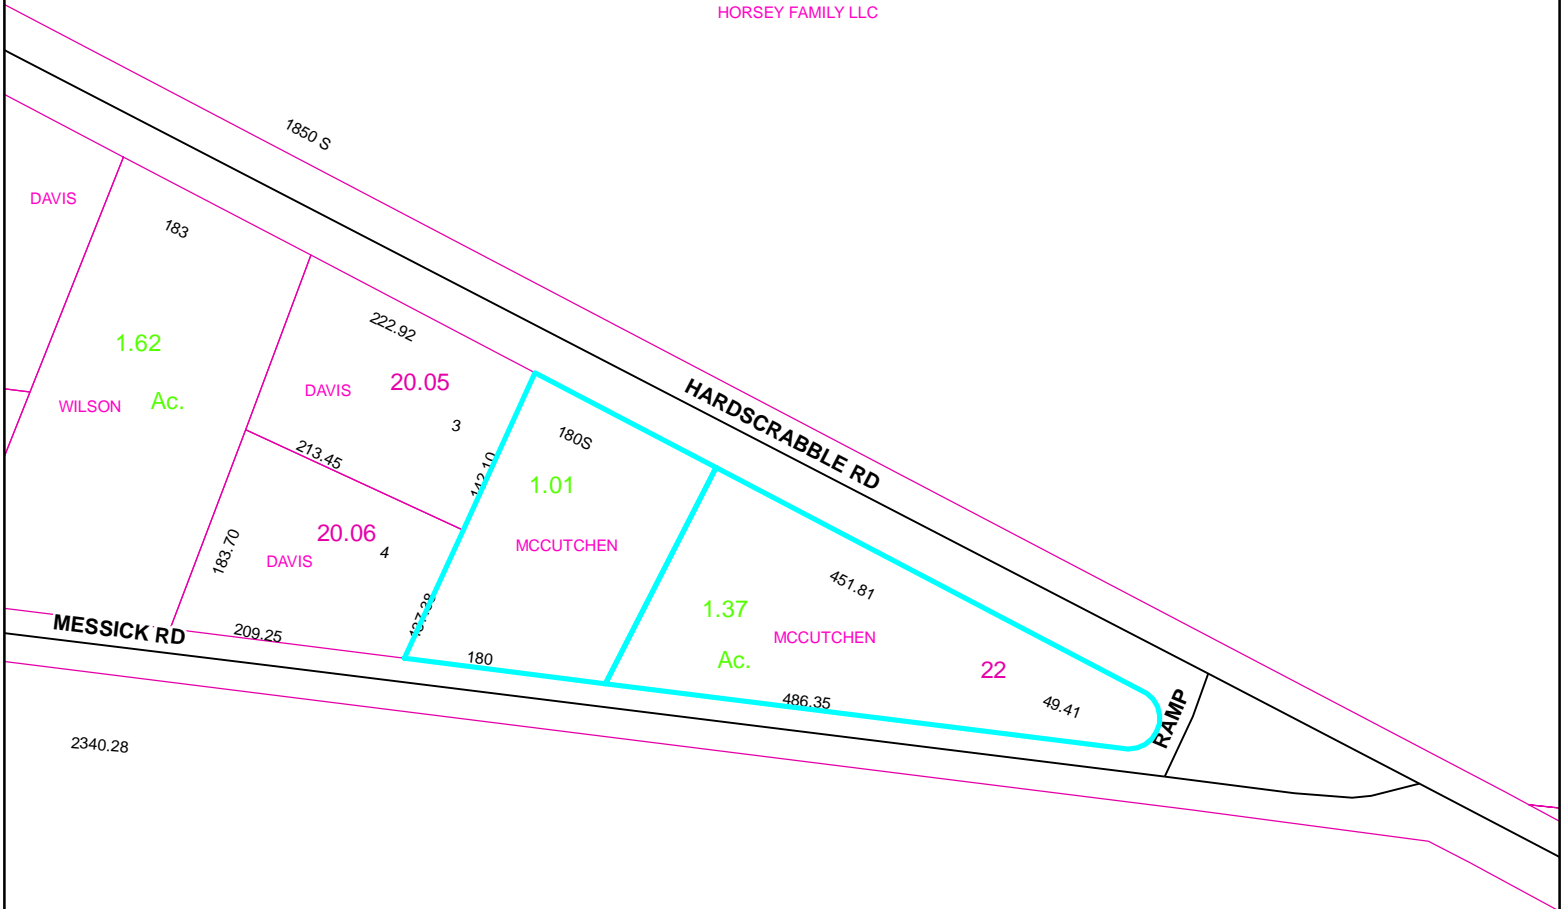 HORSEY FAMILY LLC
1850 S
DAVIS
183
1.62
Ac.
WILSON
222.92
DAVIS
20.05
3
213.45
142.10
180S
1.01
MCCUTCHEN
HARDSCRABBLE RD
20.06
4
DAVIS
183.70
451.81
1.37
Ac.
MCCUTCHEN
22
MESSICK RD
209.25
180
486.35
49.41
RAMP
2340.28